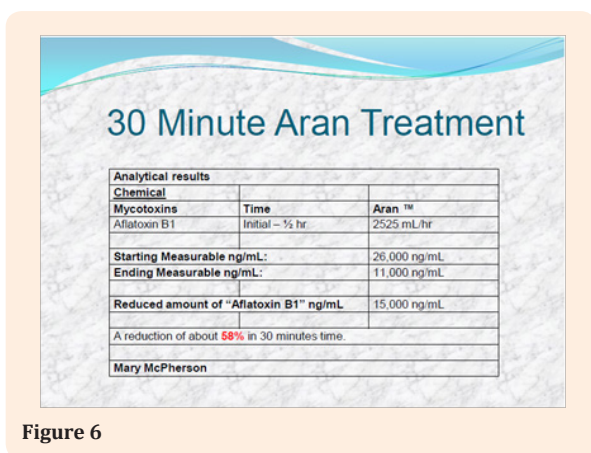 30 Minute Aran Treatment
Analytical results
Chemical
Mycotoxins Time Aran ™
Aflatoxin B1 Initial – ½ hr 2525 mL/hr
Starting Measurable ng/mL: 26,000 ng/mL
Ending Measurable ng/mL: 11,000 ng/mL
Reduced amount of “Aflatoxin B1” ng/mL 15,000 ng/mL
A reduction of about 58% in 30 minutes time.
Mary McPherson
Figure 6